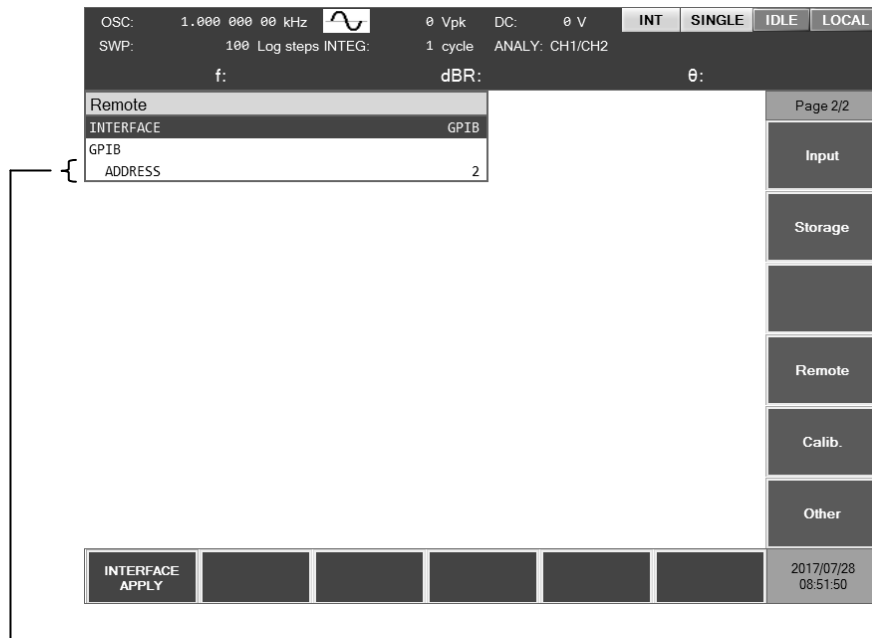 OSC: 1.000 000 00 kHz 0 Vpk DC: 0 V INT SINGLE IDLE LOCAL
SWP: 100 Log steps INTEG: 1 cycle ANALY: CH1/CH2
f: dBR: θ:
Remote
INTERFACE GPIB
GPIB
ADDRESS 2
Page 2/2
Input
Storage
Remote
Calib.
Other
INTERFACE
APPLY
2017/07/28
08:51:50